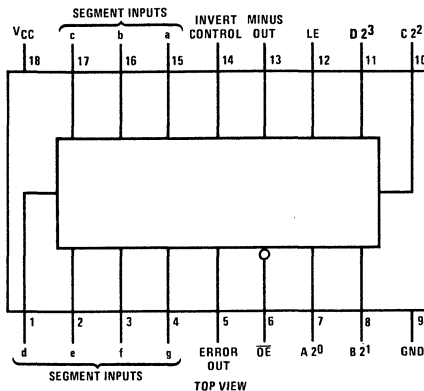 SEGMENT INPUTS
INVERT CONTROL
MINUS OUT
VCC c b a LE D 2³ C 2²
18 17 16 15 14 13 12 11 10
1 2 3 4 5 6 7 8 9
d e f g ERROR OUT O̅E̅ A 2⁰ B 2¹ GND
SEGMENT INPUTS
TOP VIEW